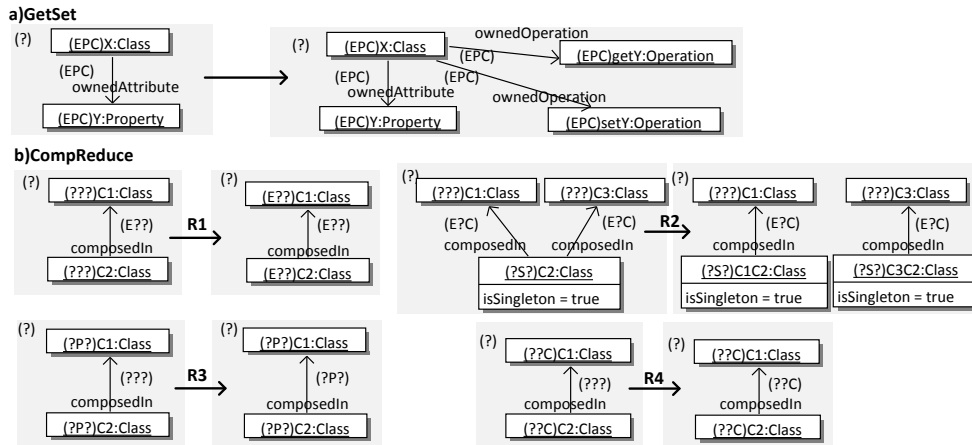 a)GetSet
(?)
(EPC)X:Class
(EPC)
ownedAttribute
(EPC)Y:Property
(?)
(EPC)X:Class
ownedOperation
(EPC)
(EPC)getY:Operation
(EPC)
(EPC)
ownedAttribute
ownedOperation
(EPC)Y:Property
(EPC)setY:Operation
b)CompReduce
(?)
(???)C1:Class
(E??)
composedIn
(???)C2:Class
R1
(?)
(E??)C1:Class
(E??)
composedIn
(E??)C2:Class
(?)
(???)C1:Class
(???)C3:Class
(E?C)
(E?C)
composedIn
composedIn
(?S?)C2:Class
isSingleton = true
R2
(?)
(???)C1:Class
(???)C3:Class
(E?C)
(E?C)
composedIn
composedIn
(?S?)C1C2:Class
(?S?)C3C2:Class
isSingleton = true
isSingleton = true
(?)
(?P?)C1:Class
(???)
composedIn
(?P?)C2:Class
R3
(?)
(?P?)C1:Class
(?P?)
composedIn
(?P?)C2:Class
(?)
(??C)C1:Class
(???)
composedIn
(??C)C2:Class
R4
(?)
(??C)C1:Class
(??C)
composedIn
(??C)C2:Class